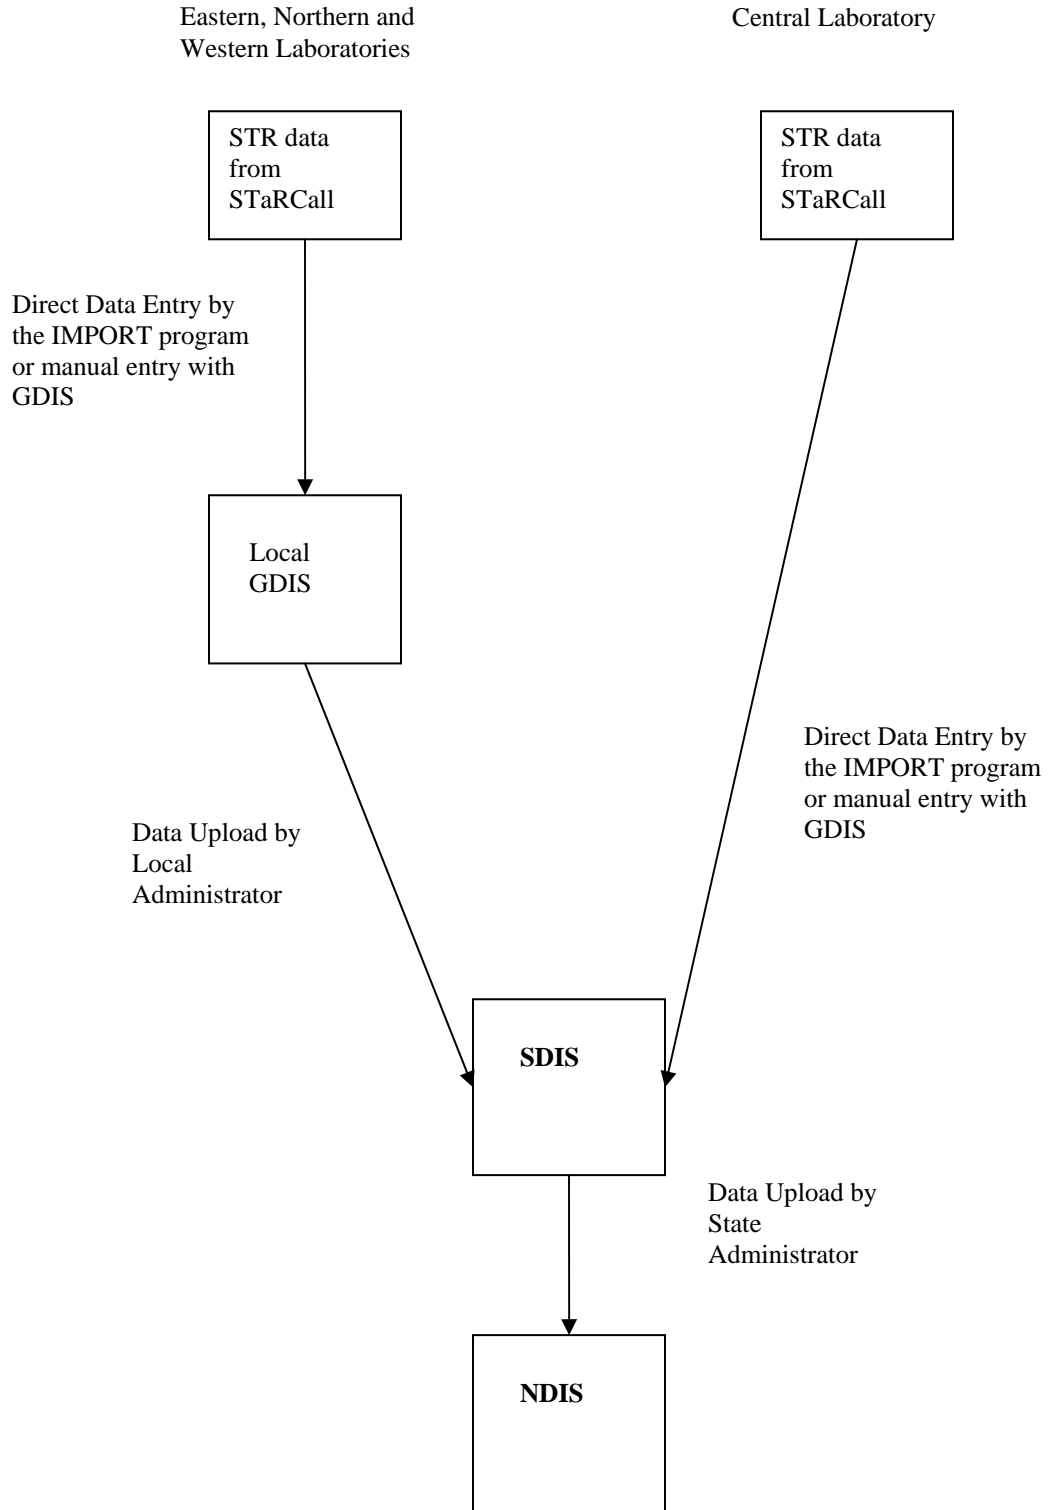 Eastern, Northern and
Western Laboratories
Central Laboratory
STR data
from
STaRCall
STR data
from
STaRCall
Direct Data Entry by
the IMPORT program
or manual entry with
GDIS
Local
GDIS
Direct Data Entry by
the IMPORT program
or manual entry with
GDIS
Data Upload by
Local
Administrator
SDIS
Data Upload by
State
Administrator
NDIS